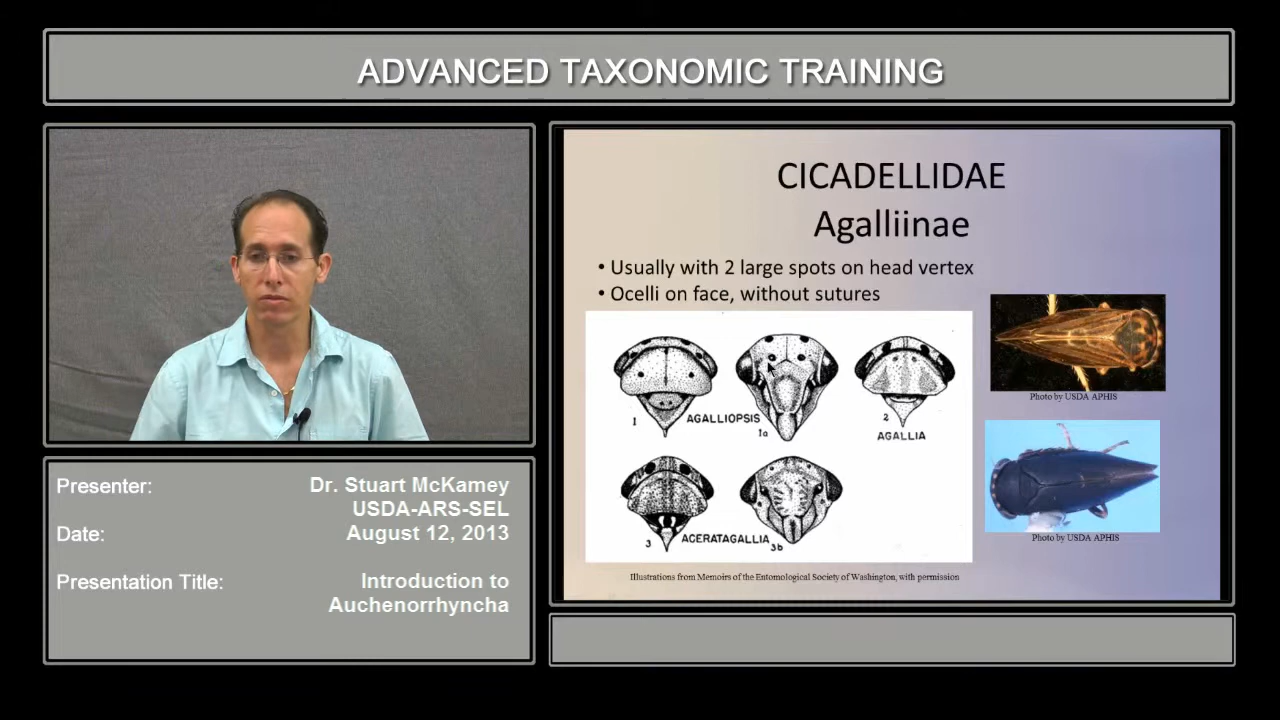 ADVANCED TAXONOMIC TRAINING
Presenter: Dr. Stuart McKamey
USDA-ARS-SEL
Date: August 12, 2013
Presentation Title: Introduction to
Auchenorrhyncha
CICADELLIDAE
Agalliinae
• Usually with 2 large spots on head vertex
• Ocelli on face, without sutures
1 AGALLIOPSIS 1a
2
AGALLIA
3 ACERATAGALLIA 3b
Illustrations from Memoirs of the Entomological Society of Washington, with permission
Photo by USDA APHIS
Photo by USDA APHIS